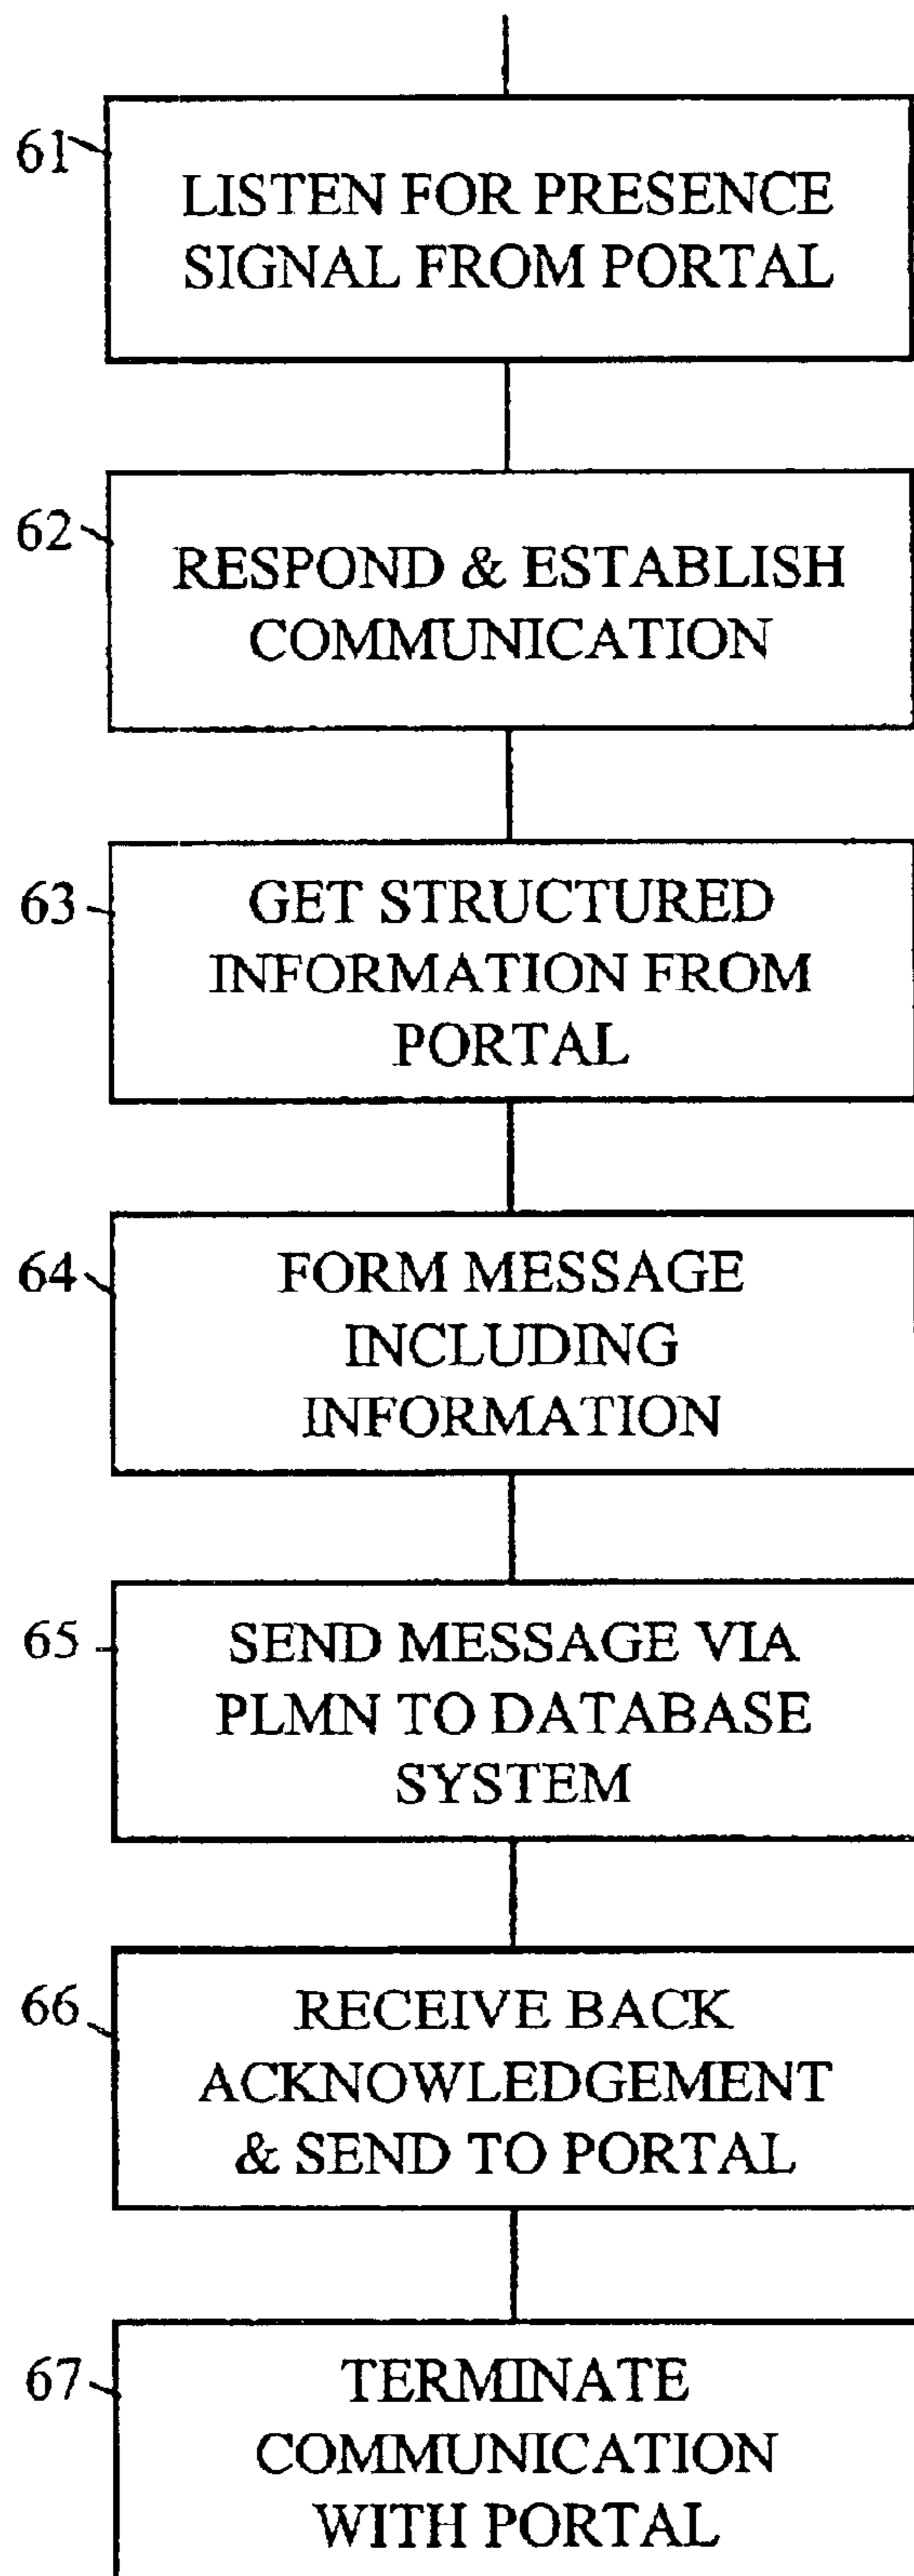 61
LISTEN FOR PRESENCE
SIGNAL FROM PORTAL
62
RESPOND & ESTABLISH
COMMUNICATION
63
GET STRUCTURED
INFORMATION FROM
PORTAL
64
FORM MESSAGE
INCLUDING
INFORMATION
65
SEND MESSAGE VIA
PLMN TO DATABASE
SYSTEM
66
RECEIVE BACK
ACKNOWLEDGEMENT
& SEND TO PORTAL
67
TERMINATE
COMMUNICATION
WITH PORTAL